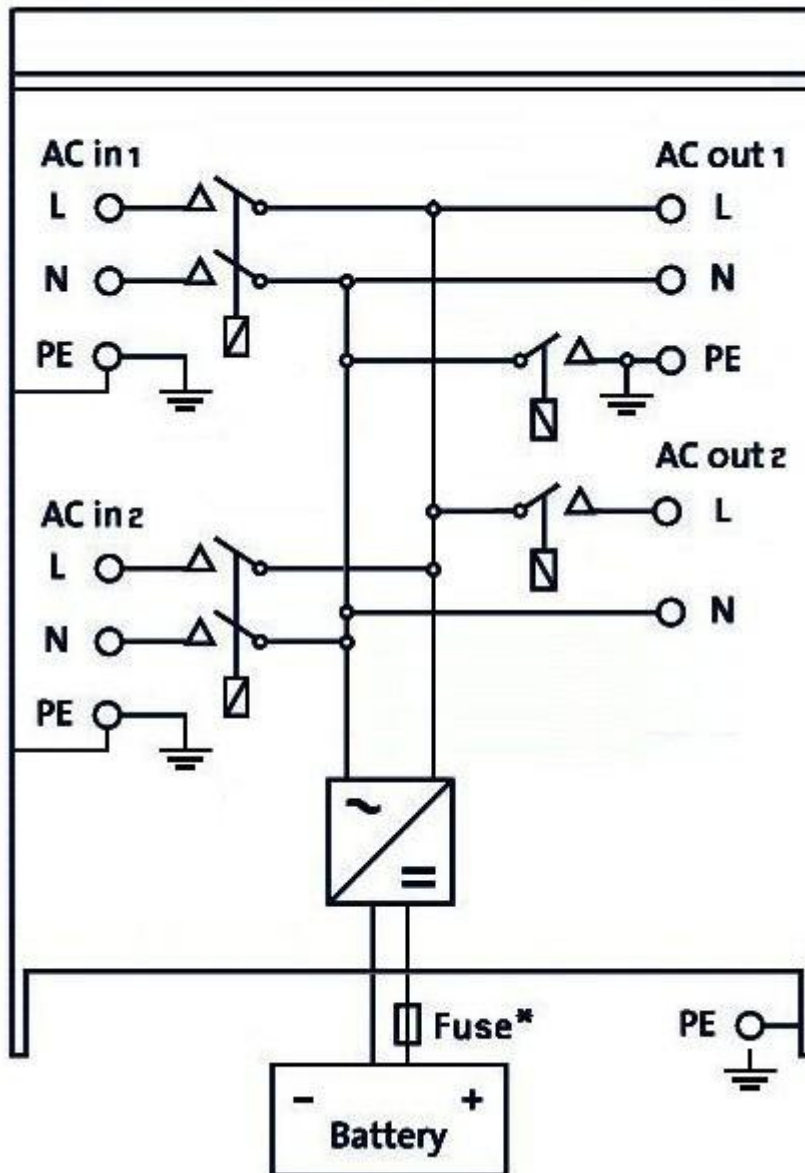 AC in 1
L
N
PE
AC out 1
L
N
PE
AC in 2
L
N
PE
AC out 2
L
N
Fuse*
PE
- +
Battery